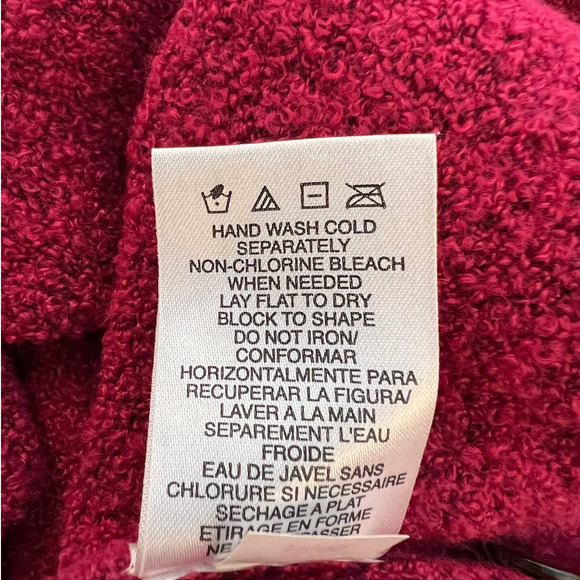 HAND WASH COLD
SEPARATELY
NON-CHLORINE BLEACH
WHEN NEEDED
LAY FLAT TO DRY
BLOCK TO SHAPE
DO NOT IRON/
CONFORMAR
HORIZONTALMENTE PARA
RECUPERAR LA FIGURA/
LAVER A LA MAIN
SEPAREMENT L'EAU
FROIDE
EAU DE JAVEL SANS
CHLORURE SI NECESSAIRE
SECHAGE A PLAT
ETIRAGE EN FORME
NE